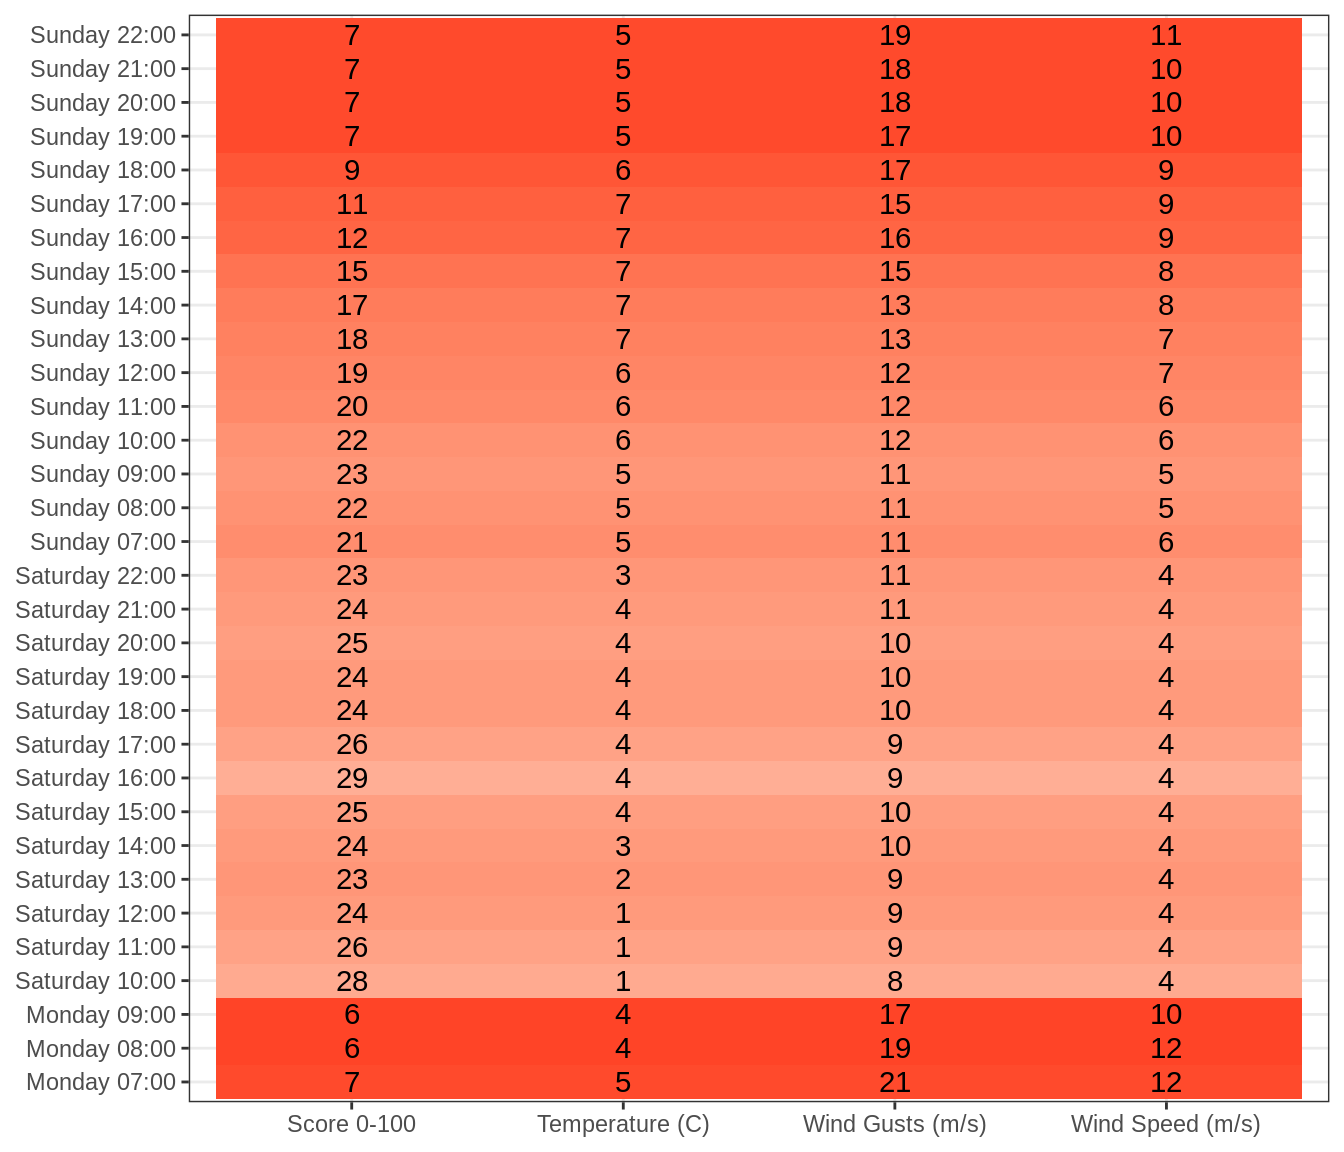 Sunday 22:00 7 5 19 11
Sunday 21:00 7 5 18 10
Sunday 20:00 7 5 18 10
Sunday 19:00 7 5 17 10
Sunday 18:00 9 6 17 9
Sunday 17:00 11 7 15 9
Sunday 16:00 12 7 16 9
Sunday 15:00 15 7 15 8
Sunday 14:00 17 7 13 8
Sunday 13:00 18 7 13 7
Sunday 12:00 19 6 12 7
Sunday 11:00 20 6 12 6
Sunday 10:00 22 6 12 6
Sunday 09:00 23 5 11 5
Sunday 08:00 22 5 11 5
Sunday 07:00 21 5 11 6
Saturday 22:00 23 3 11 4
Saturday 21:00 24 4 11 4
Saturday 20:00 25 4 10 4
Saturday 19:00 24 4 10 4
Saturday 18:00 24 4 10 4
Saturday 17:00 26 4 9 4
Saturday 16:00 29 4 9 4
Saturday 15:00 25 4 10 4
Saturday 14:00 24 3 10 4
Saturday 13:00 23 2 9 4
Saturday 12:00 24 1 9 4
Saturday 11:00 26 1 9 4
Saturday 10:00 28 1 8 4
Monday 09:00 6 4 17 10
Monday 08:00 6 4 19 12
Monday 07:00 7 5 21 12
Score 0-100 Temperature (C) Wind Gusts (m/s) Wind Speed (m/s)